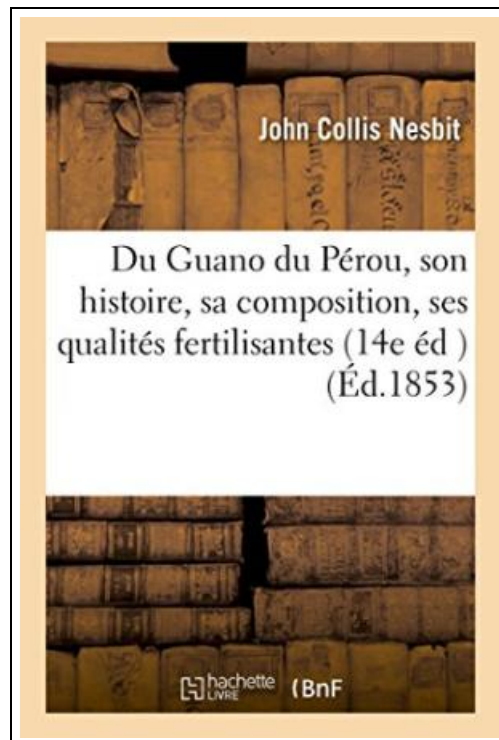 John Collis Nesbit
Du Guano du Pérou, son
histoire, sa composition, ses
qualités fertilisantes (14e éd )
(Éd.1853)
hachette
LIVRE
(BnF